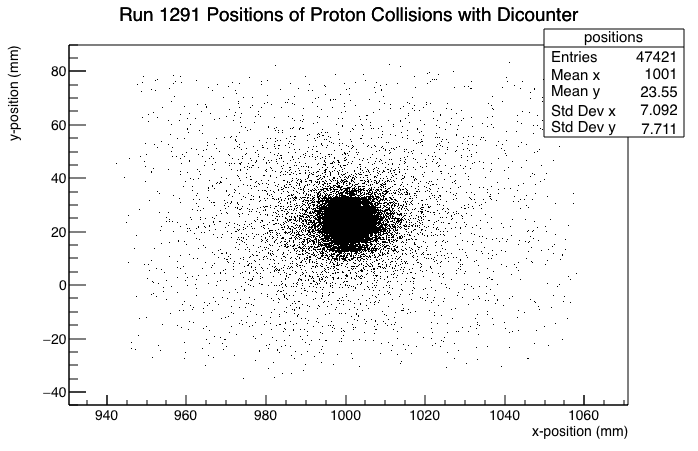 Run 1291 Positions of Proton Collisions with Dicounter
positions
Entries 47421
Mean x 1001
Mean y 23.55
Std Dev x 7.092
Std Dev y 7.711
y-position (mm)
80
60
40
20
0
−20
−40
940 960 980 1000 1020 1040 1060
x-position (mm)